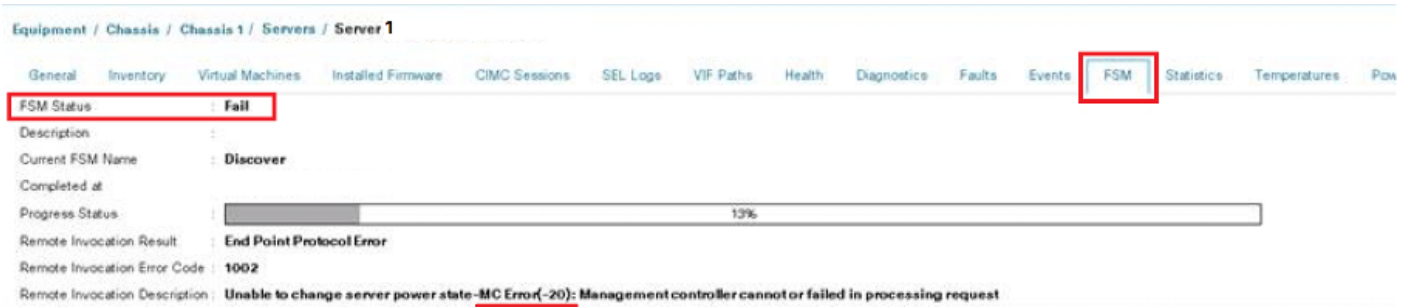 Equipment / Chassis / Chassis 1 / Servers / Server 1
General Inventory Virtual Machines Installed Firmware CIMC Sessions SEL Logs VIF Paths Health Diagnostics Faults Events FSM Statistics Temperatures Pow
FSM Status : Fail
Description :
Current FSM Name : Discover
Completed at
Progress Status : 13%
Remote Invocation Result : End Point Protocol Error
Remote Invocation Error Code : 1002
Remote Invocation Description : Unable to change server power state-MC Error(-20): Management controller cannot or failed in processing request